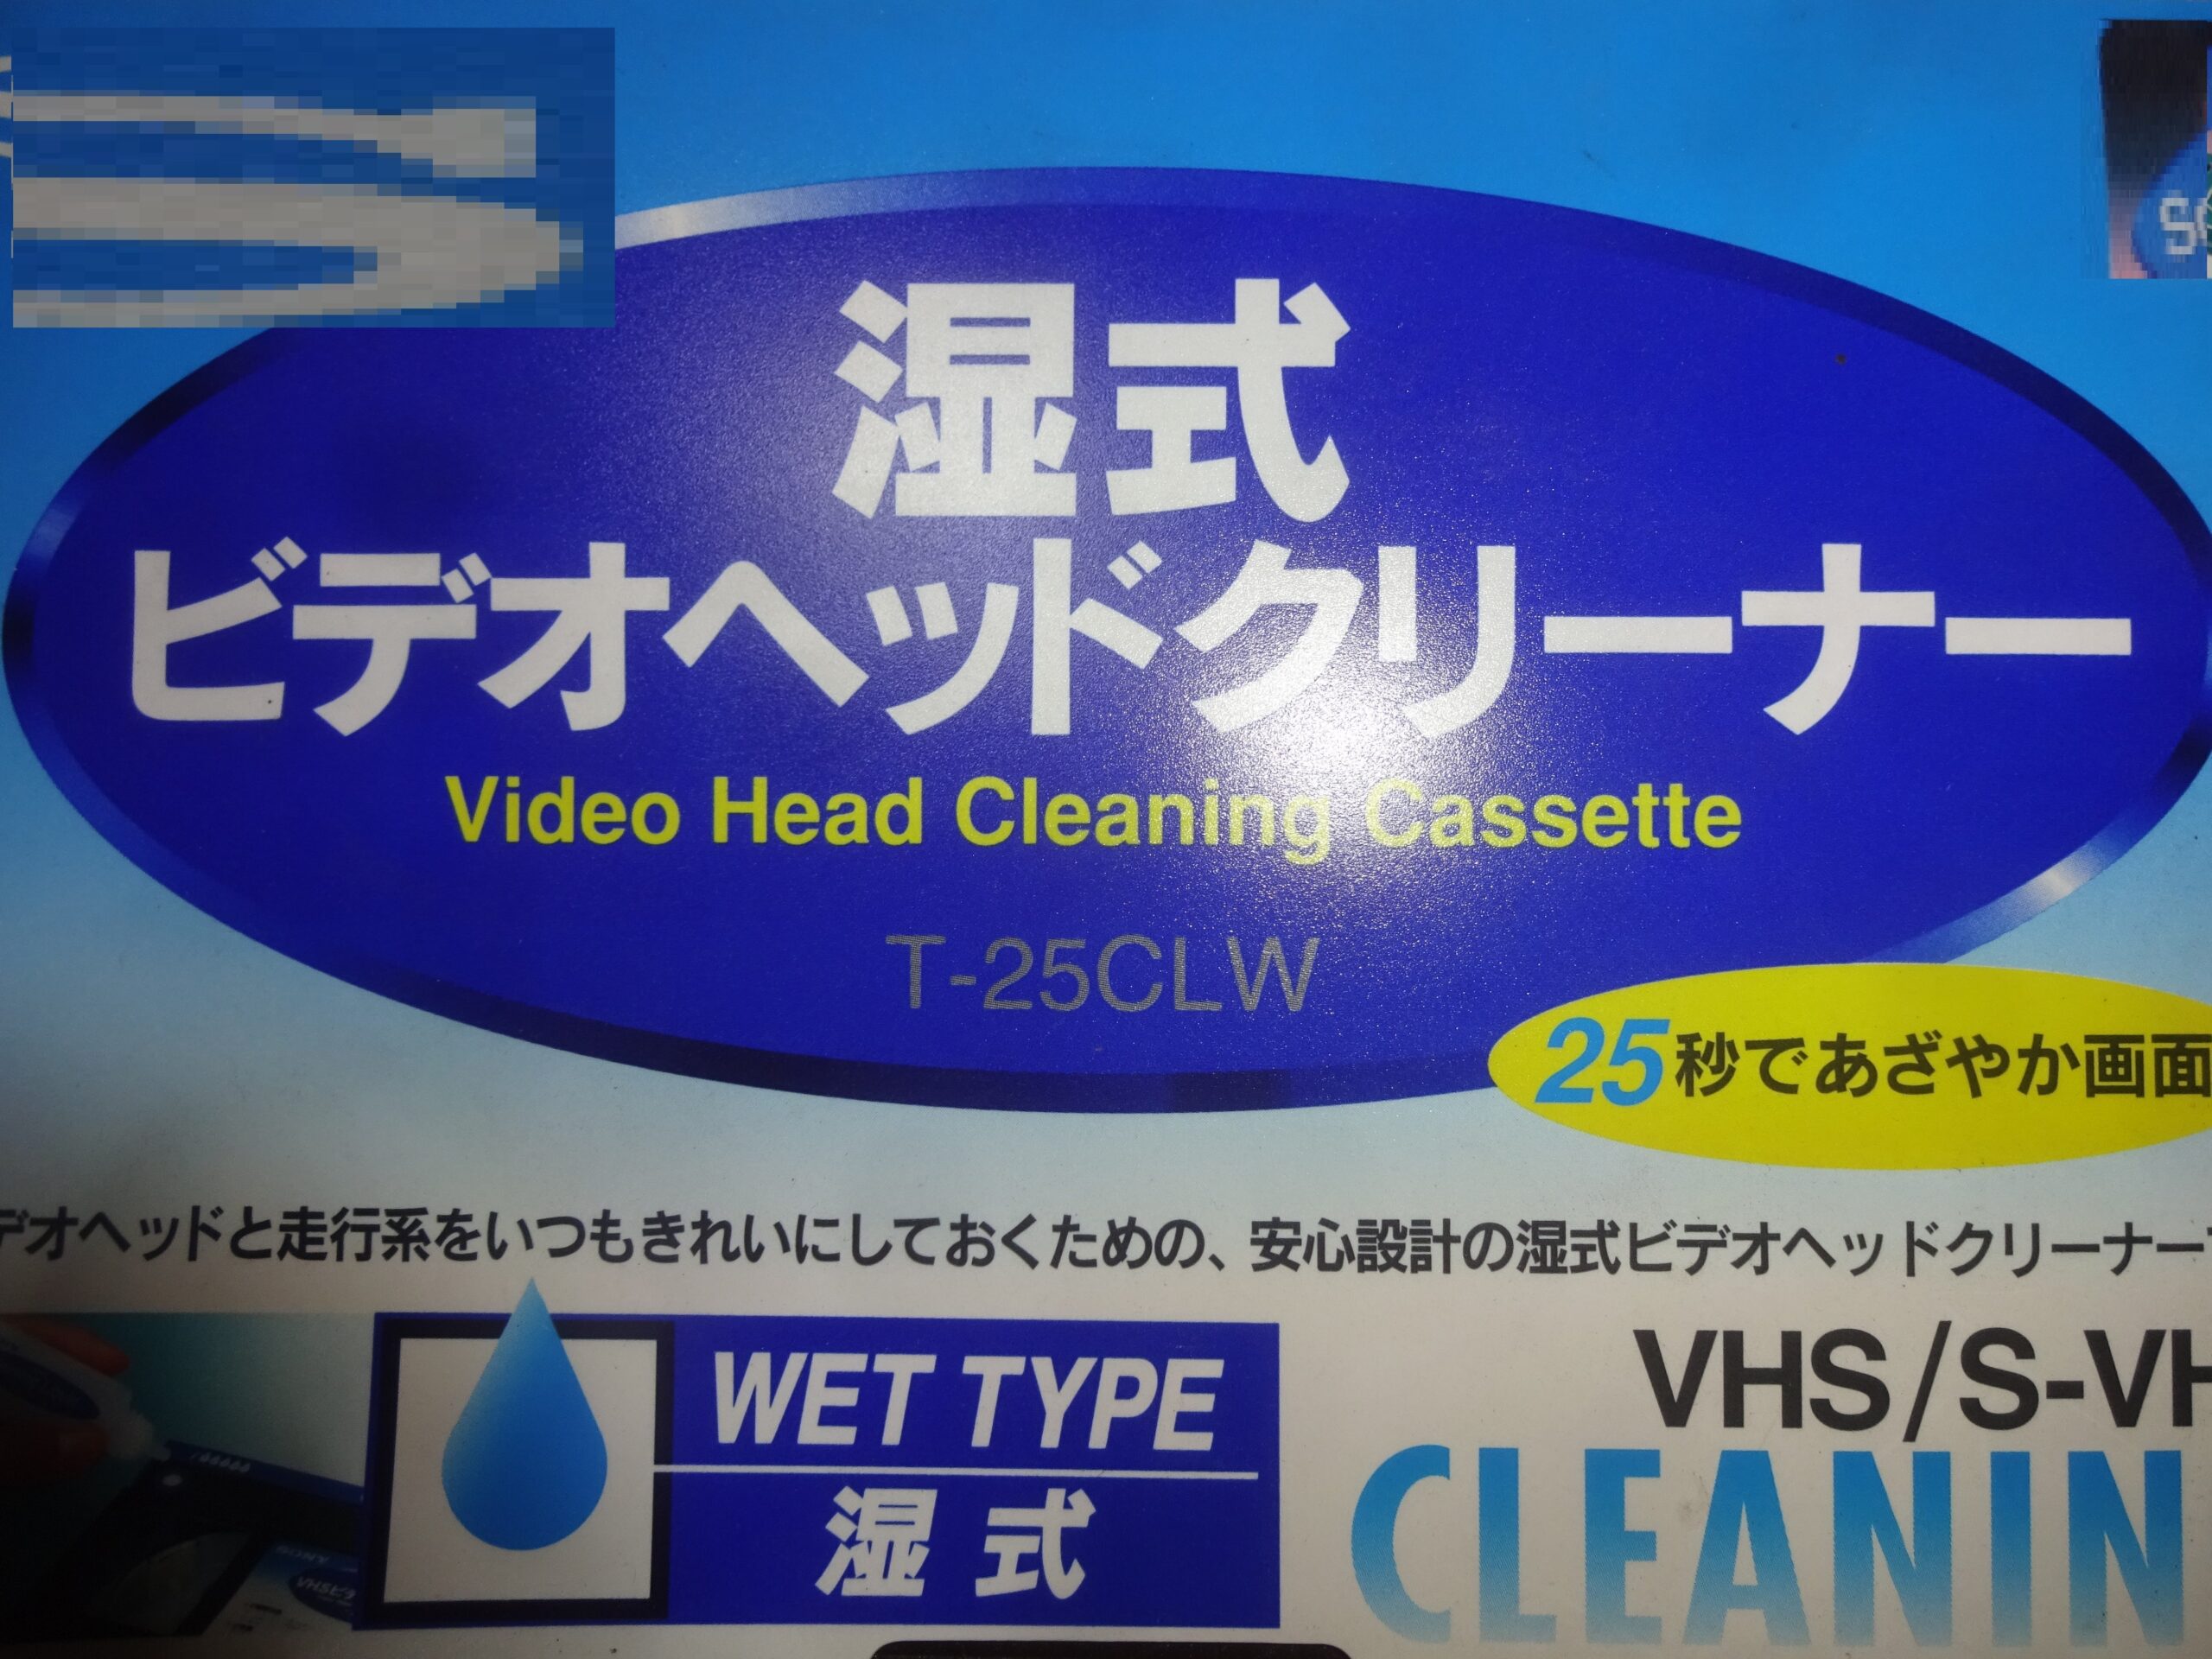 湿式
ビデオヘッドクリーナー
Video Head Cleaning Cassette
T-25CLW
25秒であざやか画面
デオヘッドと走行系をいつもきれいにしておくための、安心設計の湿式ビデオヘッドクリーナー
WET TYPE
湿式
VHS/S-VH
CLEANIN